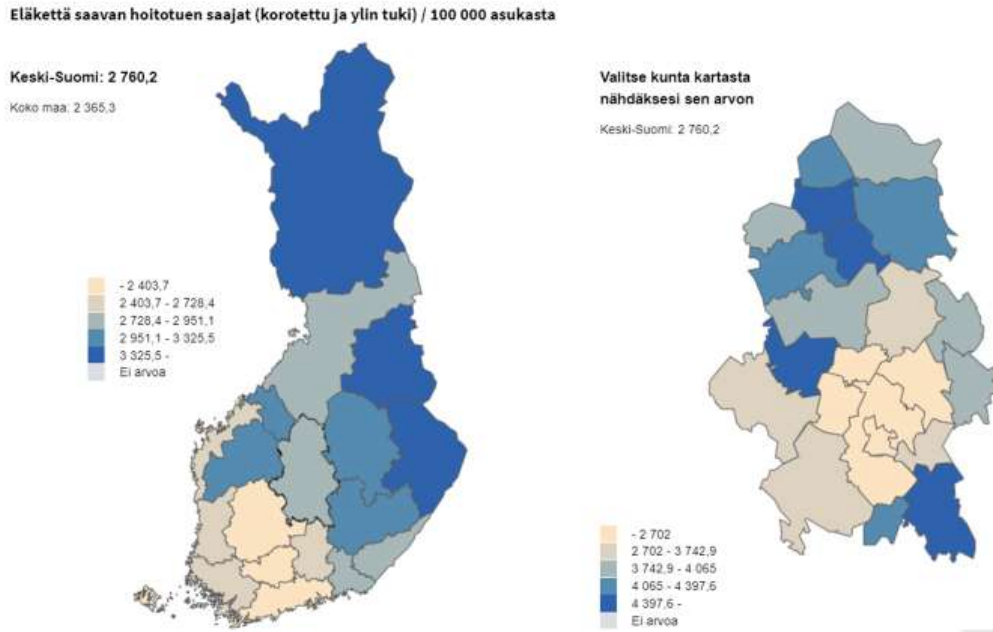 Eläkettä saavan hoitotuen saajat (korotettu ja ylin tuki) / 100 000 asukasta
Keski-Suomi: 2 760,2
Koko maa: 2 365,3
- 2 403,7
2 403,7 - 2 728,4
2 728,4 - 2 951,1
2 951,1 - 3 325,5
3 325,5 -
Ei arvoa
Valitse kunta kartasta
nähdäksesi sen arvon
Keski-Suomi: 2 760,2
- 2 702
2 702 - 3 742,9
3 742,9 - 4 065
4 065 - 4 397,6
4 397,6 -
Ei arvoa